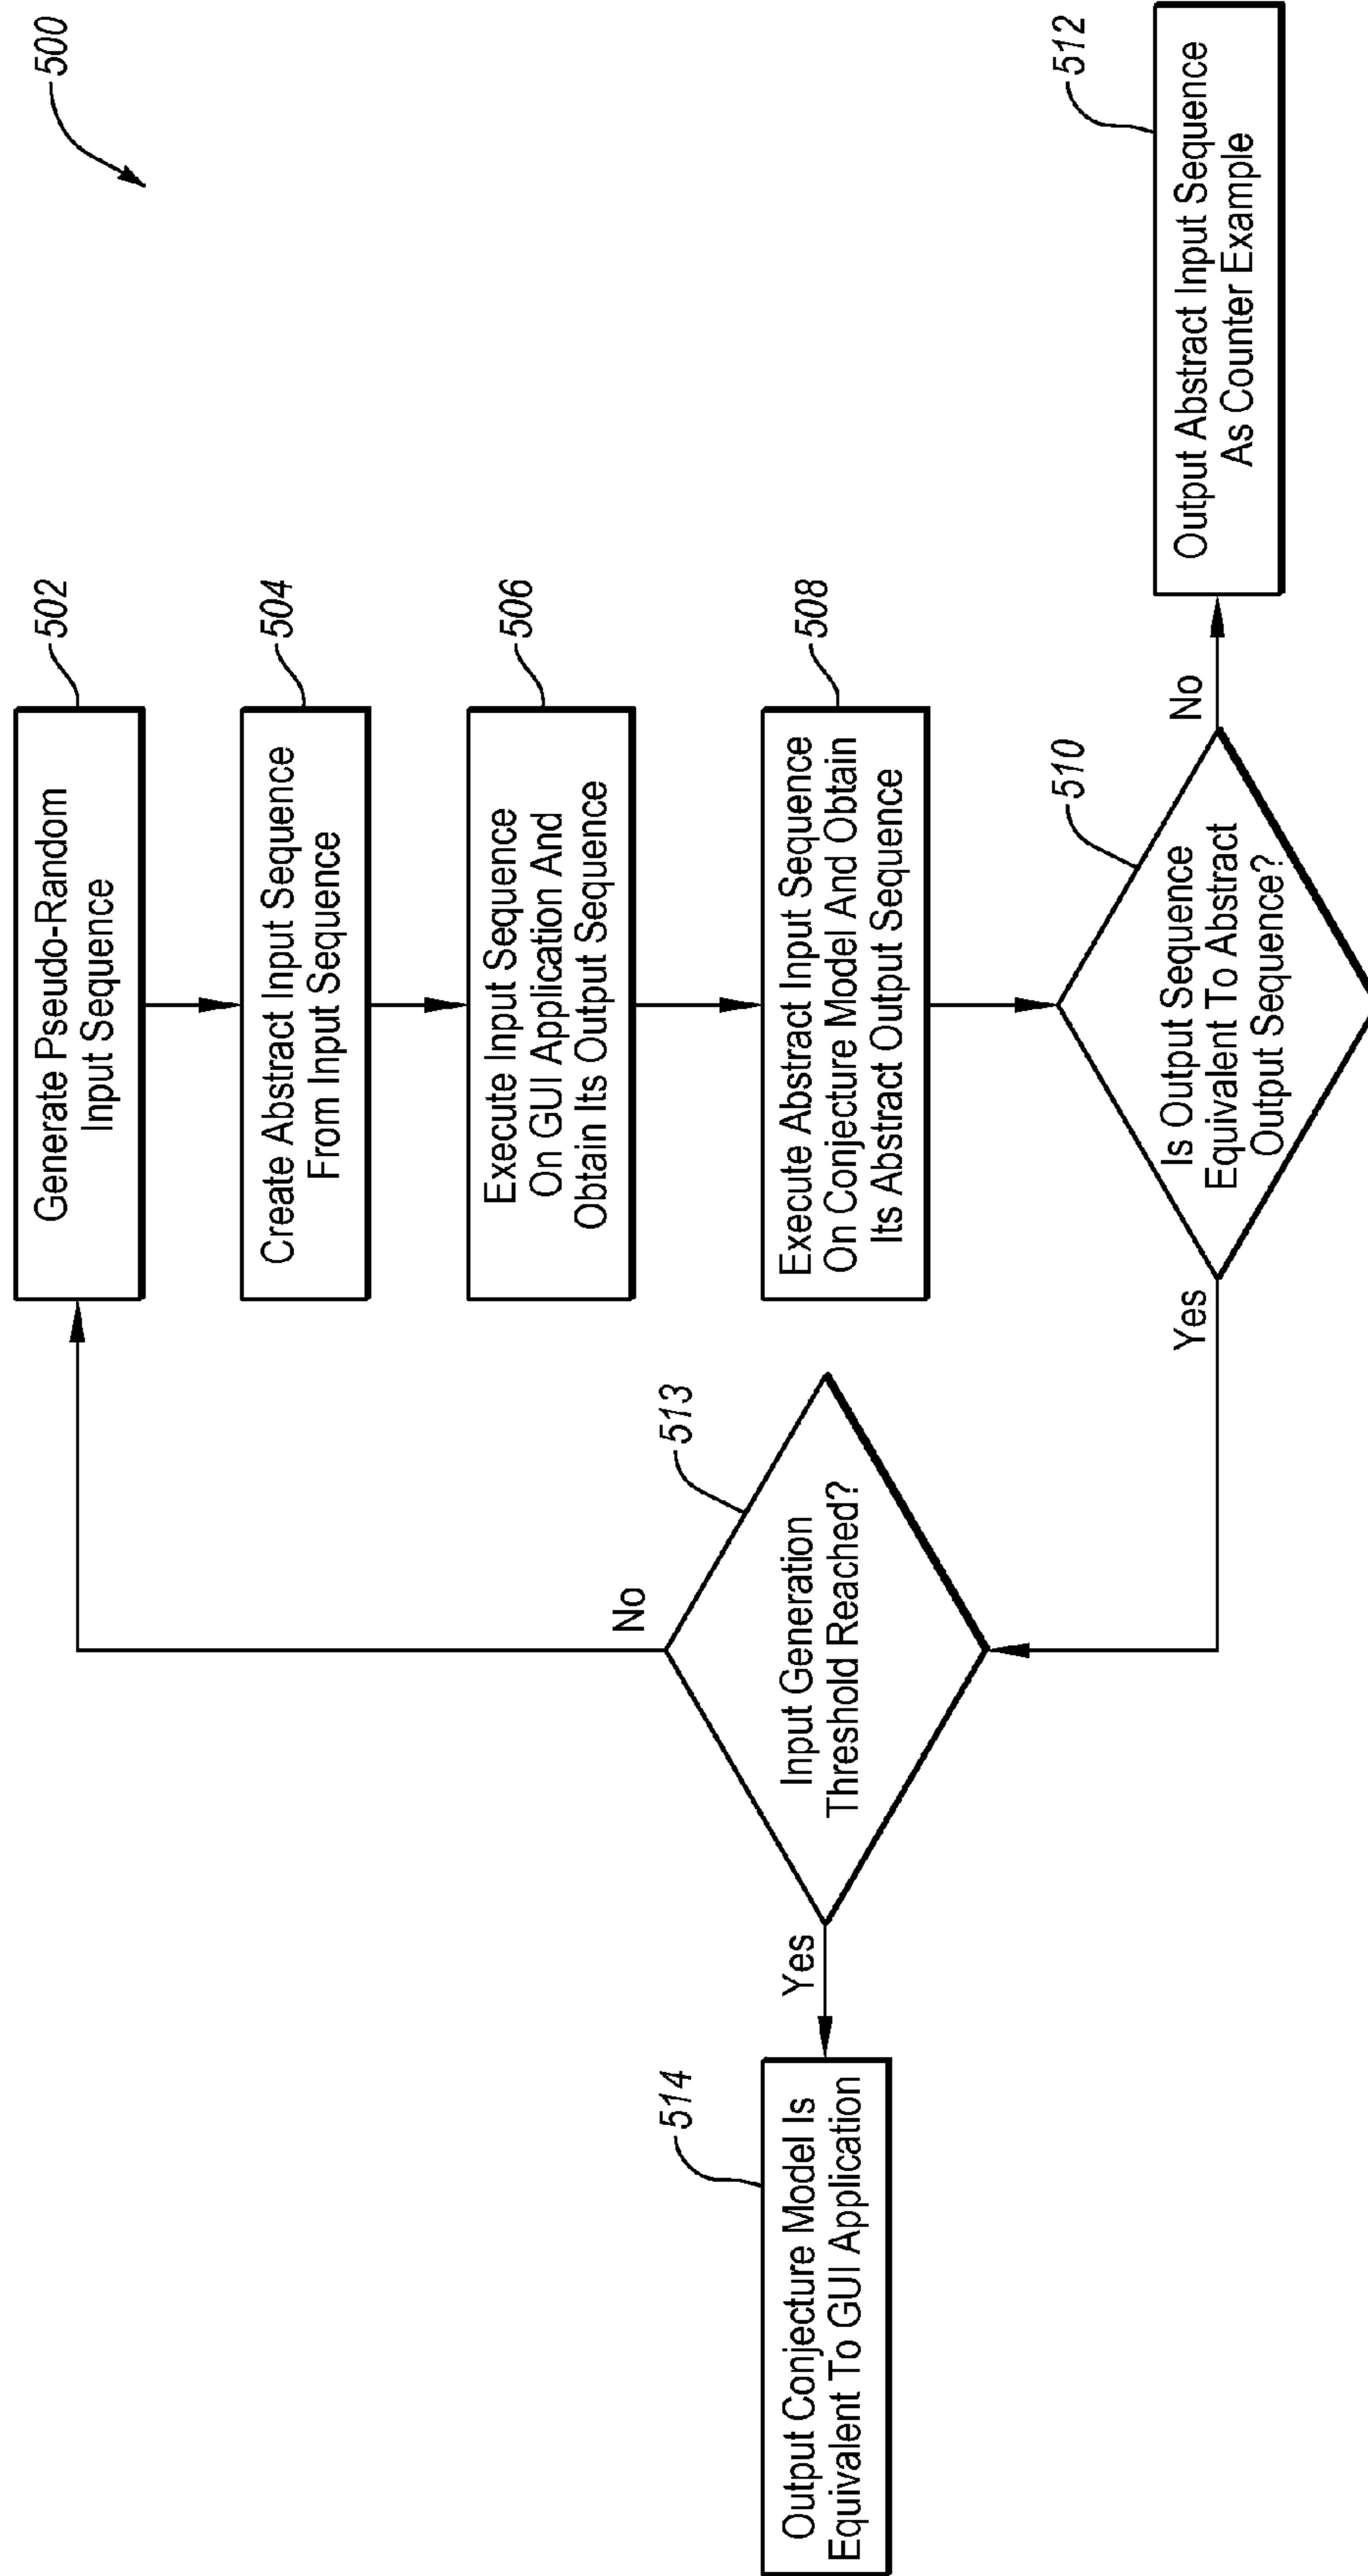 500
502
Generate Pseudo-Random
Input Sequence
504
Create Abstract Input Sequence
From Input Sequence
506
Execute Input Sequence
On GUI Application And
Obtain Its Output Sequence
508
Execute Abstract Input Sequence
On Conjecture Model And Obtain
Its Abstract Output Sequence
510
Is Output Sequence
Equivalent To Abstract
Output Sequence?
No
Yes
512
Output Abstract Input Sequence
As Counter Example
513
Input Generation
Threshold Reached?
No
Yes
514
Output Conjecture Model Is
Equivalent To GUI Application